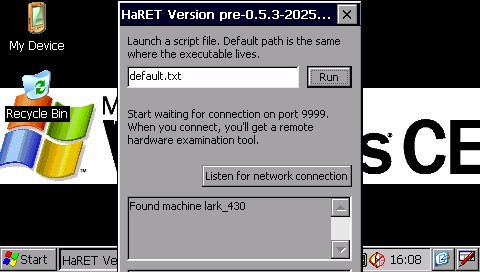 HaRET Version pre-0.5.3-2025...
My Device
Launch a script file. Default path is the same
where the executable lives.
default.txt
Run
Recycle Bin
Start waiting for connection on port 9999.
When you connect, you'll get a remote
hardware examination tool.
s CE
Listen for network connection
Found machine lark_430
Start
HaRET Ve
16:08